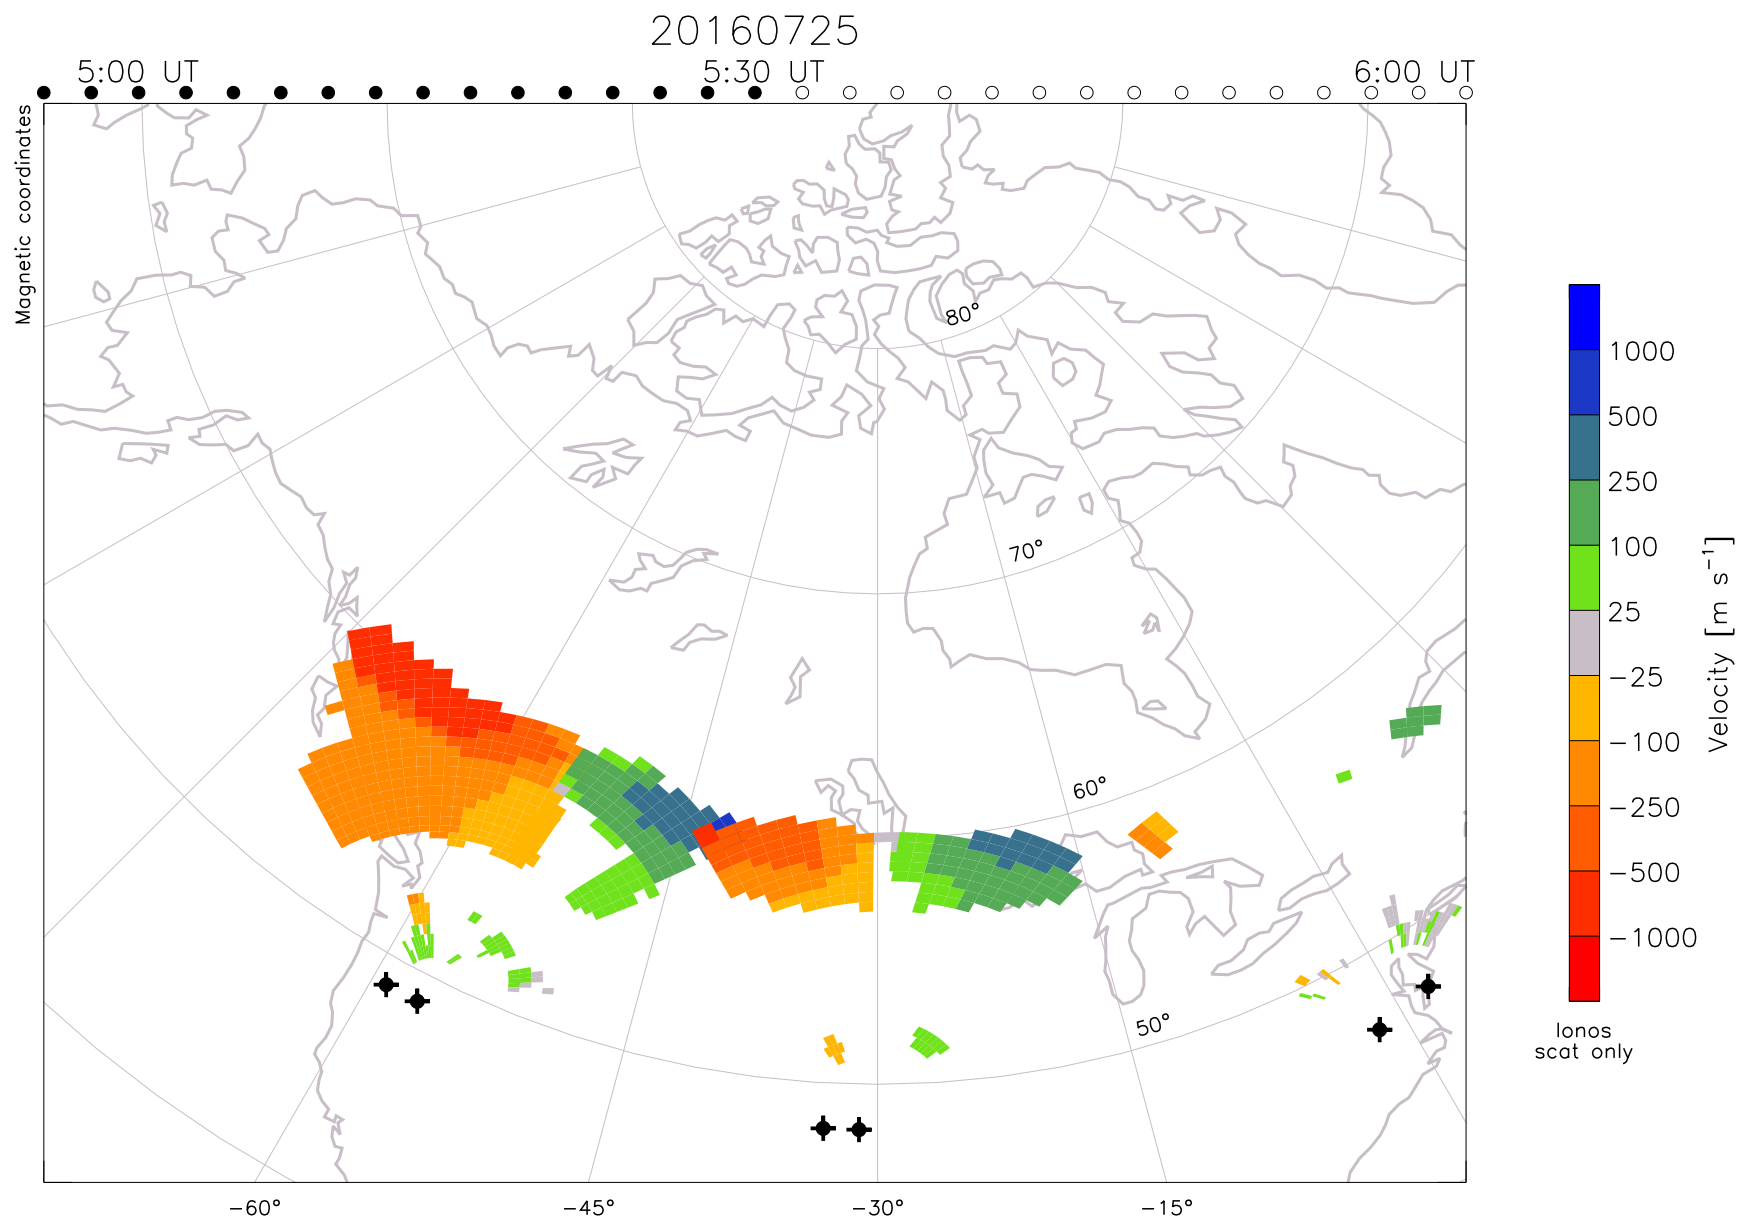 20160725
5:00 UT
5:30 UT
6:00 UT
Magnetic coordinates
80°
70°
60°
50°
-60°
-45°
-30°
-15°
1000
500
250
100
25
-25
-100
-250
-500
-1000
Velocity [m s⁻¹]
Ionos
scat only